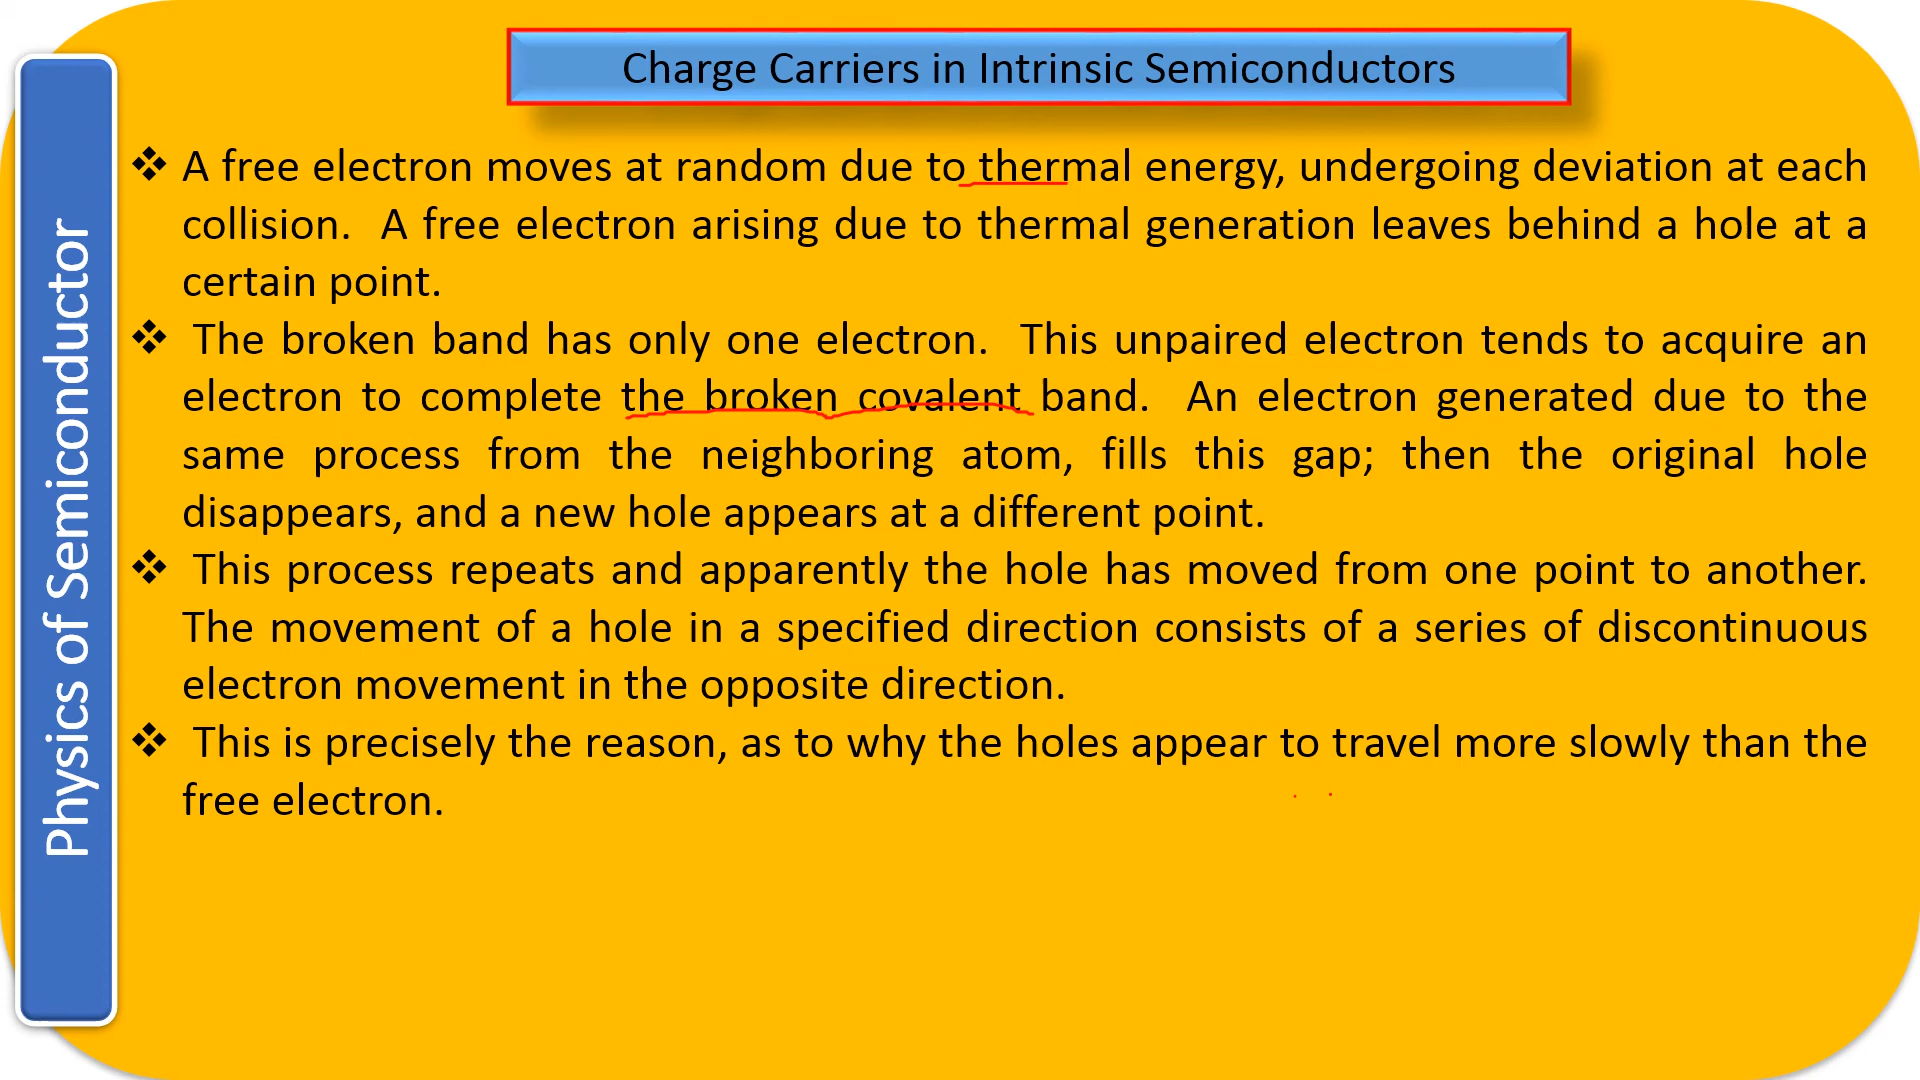 Charge Carriers in Intrinsic Semiconductors
Physics of Semiconductor
❖ A free electron moves at random due to thermal energy, undergoing deviation at each
collision. A free electron arising due to thermal generation leaves behind a hole at a
certain point.
❖ The broken band has only one electron. This unpaired electron tends to acquire an
electron to complete the broken covalent band. An electron generated due to the
same process from the neighboring atom, fills this gap; then the original hole
disappears, and a new hole appears at a different point.
❖ This process repeats and apparently the hole has moved from one point to another.
The movement of a hole in a specified direction consists of a series of discontinuous
electron movement in the opposite direction.
❖ This is precisely the reason, as to why the holes appear to travel more slowly than the
free electron.